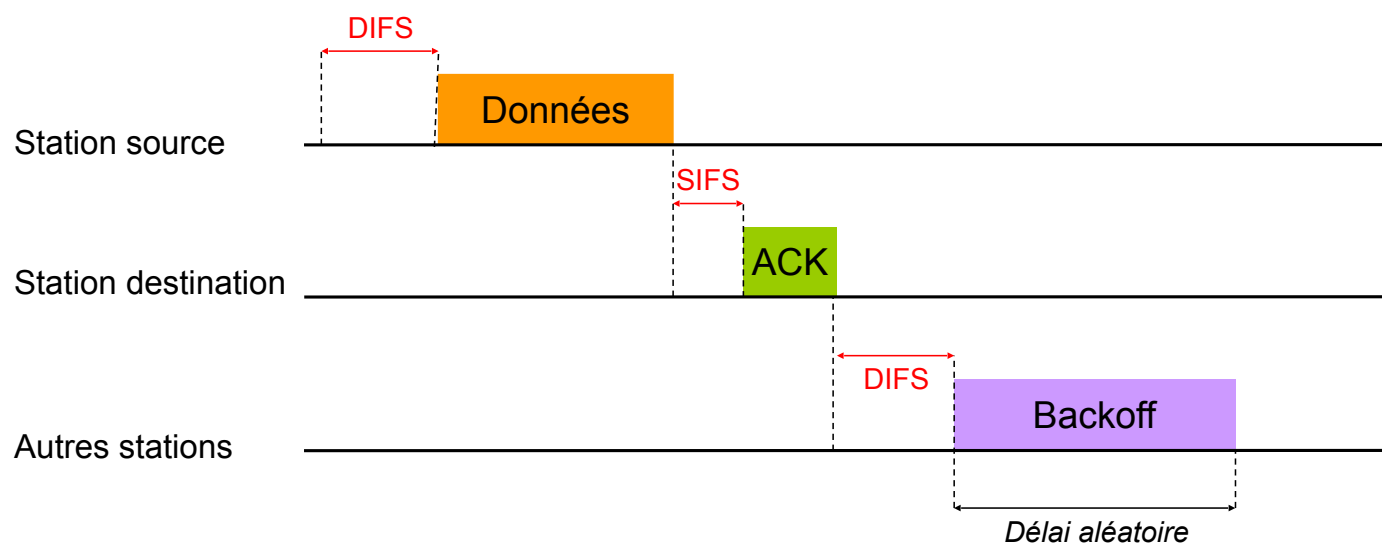 DIFS
Données
Station source
SIFS
ACK
Station destination
DIFS
Backoff
Autres stations
Délai aléatoire